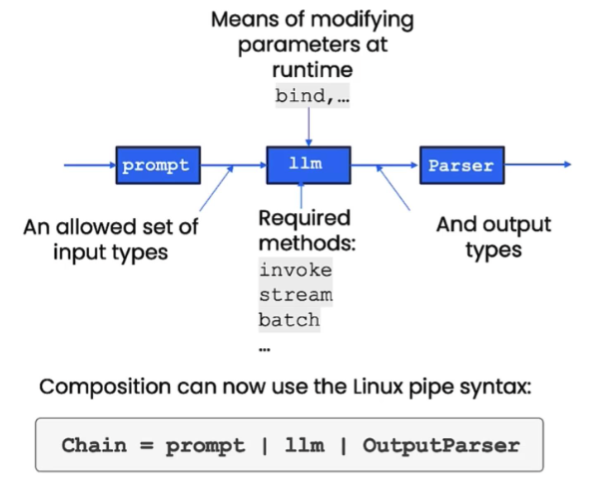 Means of modifying
parameters at
runtime
bind,…
prompt
llm
Parser
An allowed set of
input types
Required
methods:
invoke
stream
batch
…
And output
types
Composition can now use the Linux pipe syntax:
Chain = prompt | llm | OutputParser